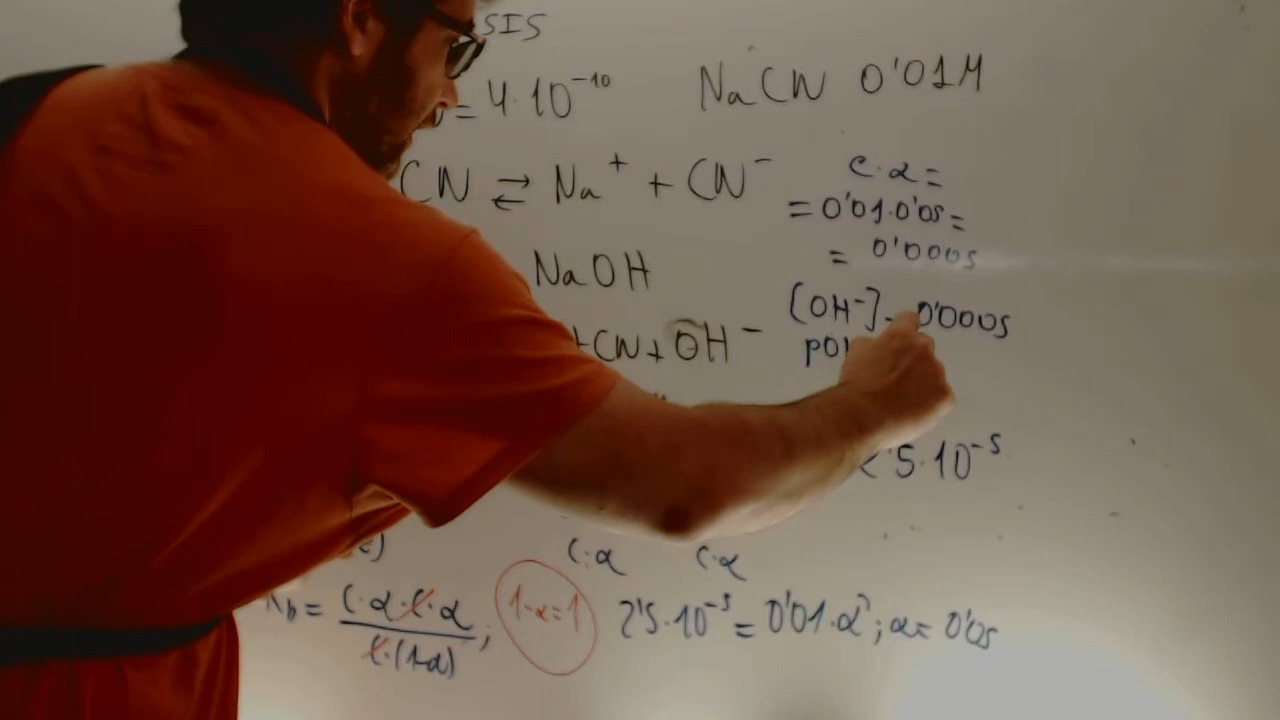 SIS
= 4·10⁻¹⁰ NaCN 0'01M
CN ⇄ Na⁺ + CN⁻
c·α =
= 0'01·0'05 =
= 0'0005
NaOH
[OH⁻] = 0'0005
+CN + OH⁻
5·10⁻⁵
c·α c·α
Kb = c·α·c·α / c·(1-α) ; 1-α=1 2'5·10⁻⁵ = 0'01·α²; α = 0'05